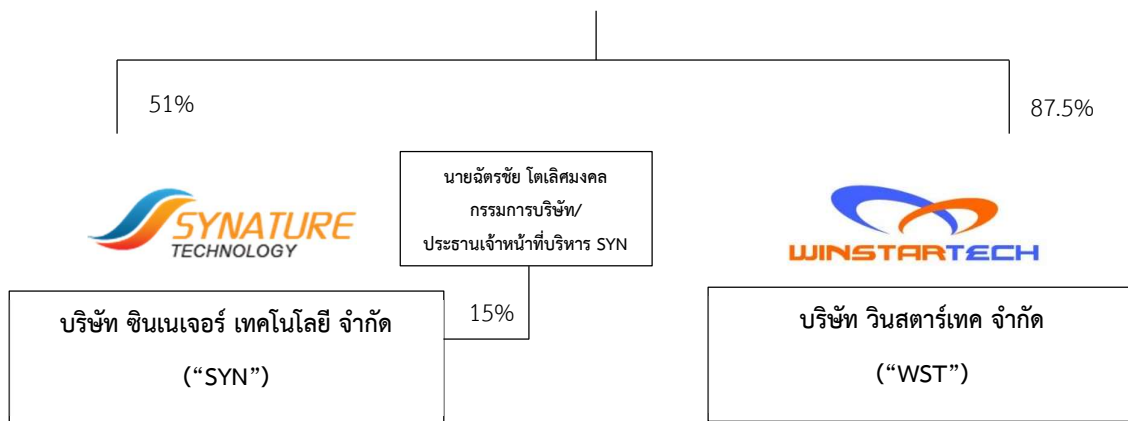 51%
87.5%
นายฉัตรชัย โตเลิศมงคล
กรรมการบริษัท/
ประธานเจ้าหน้าที่บริหาร SYN
SYNATURE
TECHNOLOGY
WINSTARTECH
15%
บริษัท ซินเนเจอร์ เทคโนโลยี จำกัด
(“SYN”)
บริษัท วินสตาร์เทค จำกัด
(“WST”)